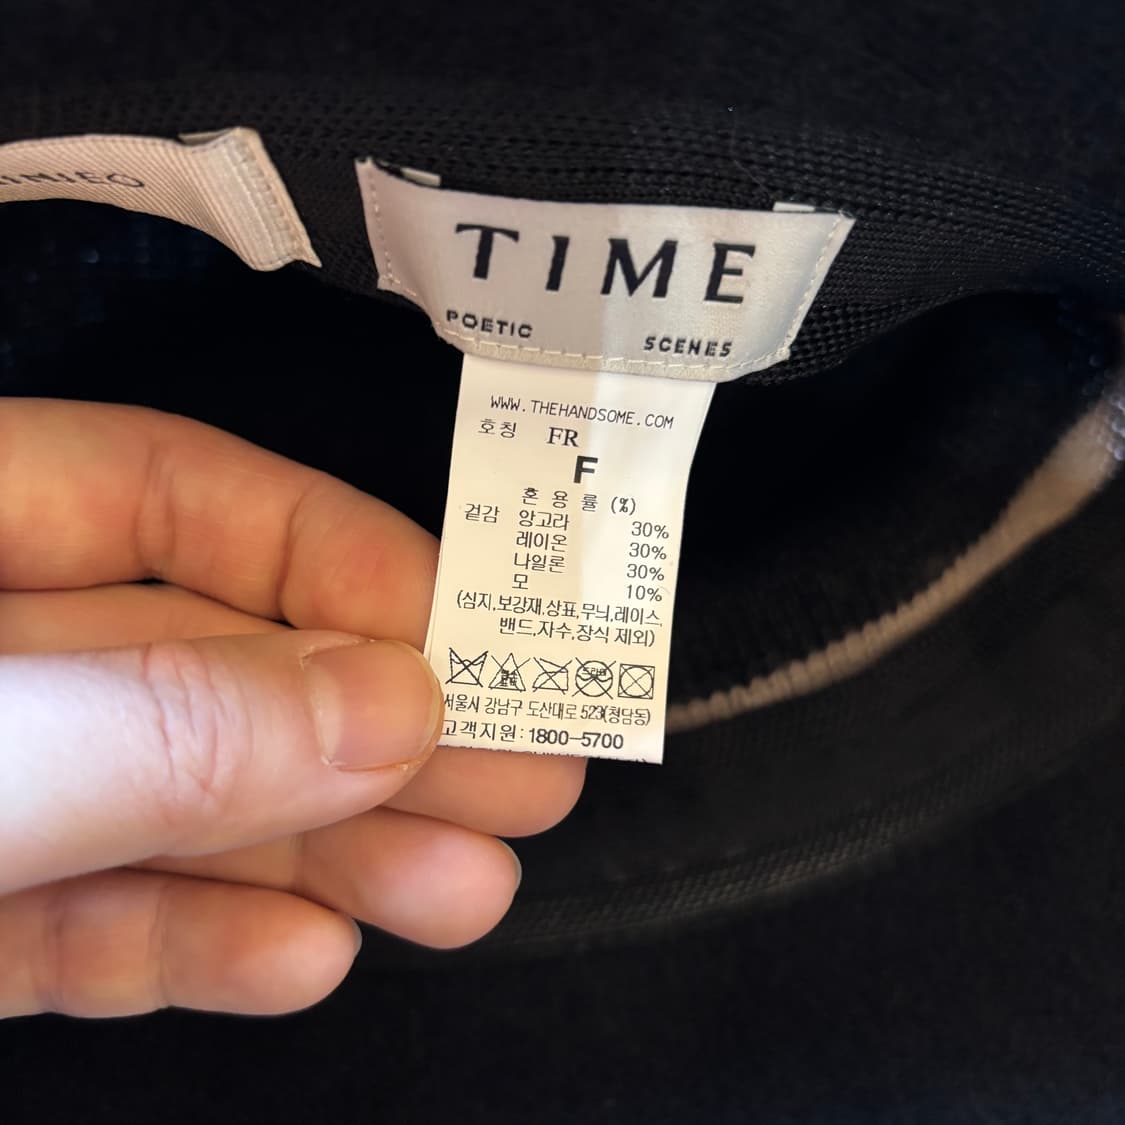 TIME
POETIC SCENES
WWW.THEHANDSOME.COM
호칭 FR
F
혼 용 률 (%)
겉감 앙고라 30%
레이온 30%
나일론 30%
모 10%
(심지,보강재,상표,무늬,레이스,
밴드,자수,장식 제외)
서울시 강남구 도산대로 523(청담동)
고객지원:1800-5700